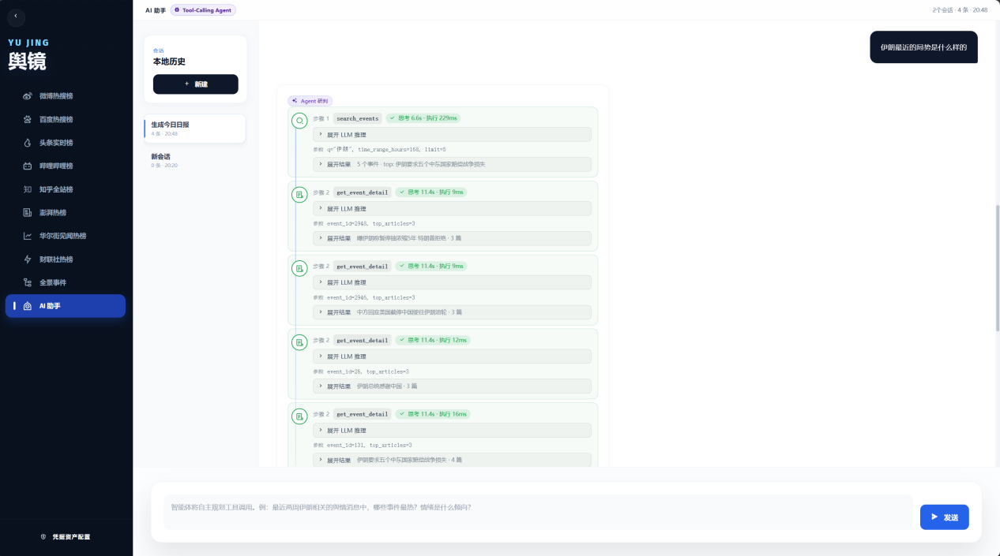 YU JING
舆镜
微博热搜榜
百度热搜榜
头条实时榜
哔哩哔哩榜
知 知乎全站榜
澎湃热榜
华尔街见闻热榜
财联社热榜
全景事件
AI 助手
凭据资产配置
AI 助手 Tool-Calling Agent
2个会话 · 4 条 · 20:48
会话
本地历史
+ 新建
生成今日日报
4 条 · 20:48
新会话
0 条 · 20:20
伊朗最近的局势是什么样的
Agent 研判
步骤 1 search_events 思考 6.6s · 执行 229ms
展开 LLM 推理
参数 q="伊朗", time_range_hours=168, limit=5
展开结果 5 个事件 · top: 伊朗要求五个中东国家赔偿战争损失
步骤 2 get_event_detail 思考 11.4s · 执行 9ms
展开 LLM 推理
参数 event_id=2948, top_articles=3
展开结果 曝伊朗称暂停铀浓缩5年 特朗普拒绝 · 3 篇
步骤 2 get_event_detail 思考 11.4s · 执行 9ms
展开 LLM 推理
参数 event_id=2946, top_articles=3
展开结果 中方回应美国截停中国驶往伊朗油轮 · 3 篇
步骤 2 get_event_detail 思考 11.4s · 执行 12ms
展开 LLM 推理
参数 event_id=26, top_articles=3
展开结果 伊朗总统感谢中国 · 3 篇
步骤 2 get_event_detail 思考 11.4s · 执行 16ms
展开 LLM 推理
参数 event_id=131, top_articles=3
展开结果 伊朗要求五个中东国家赔偿战争损失 · 4 篇
智能体将自主规划工具调用。例：最近两周伊朗相关的舆情消息中，哪些事件最热？情绪是什么倾向？
发送